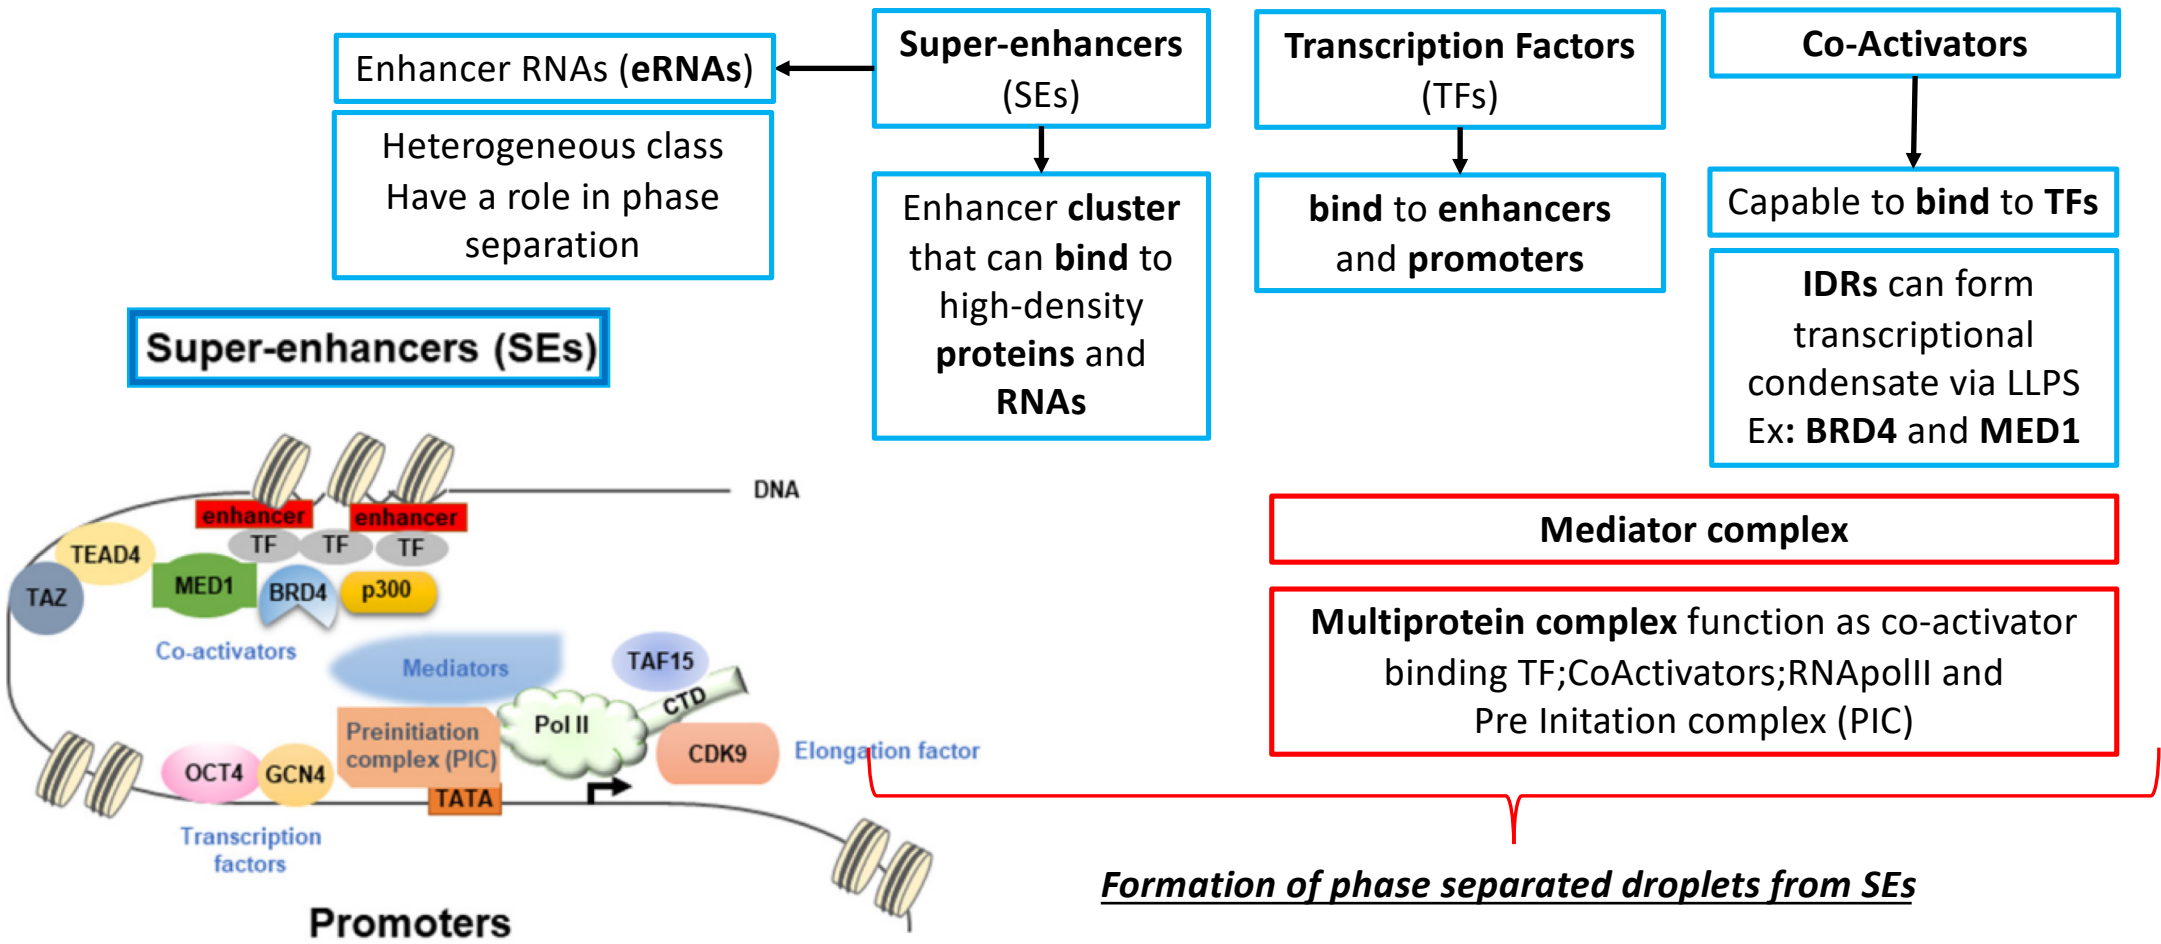 Enhancer RNAs (eRNAs)
Heterogeneous class
Have a role in phase
separation
Super-enhancers
(SEs)
Enhancer cluster
that can bind to
high-density
proteins and
RNAs
Transcription Factors
(TFs)
bind to enhancers
and promoters
Co-Activators
Capable to bind to TFs
IDRs can form
transcriptional
condensate via LLPS
Ex: BRD4 and MED1
Super-enhancers (SEs)
DNA
enhancer
enhancer
TF
TF
TF
TEAD4
TAZ
MED1
BRD4
p300
Co-activators
Mediators
TAF15
CTD
Pol II
Preinitiation
complex (PIC)
CDK9
Elongation factor
OCT4
GCN4
TATA
Transcription
factors
Promoters
Mediator complex
Multiprotein complex function as co-activator
binding TF;CoActivators;RNApolII and
Pre Initation complex (PIC)
Formation of phase separated droplets from SEs